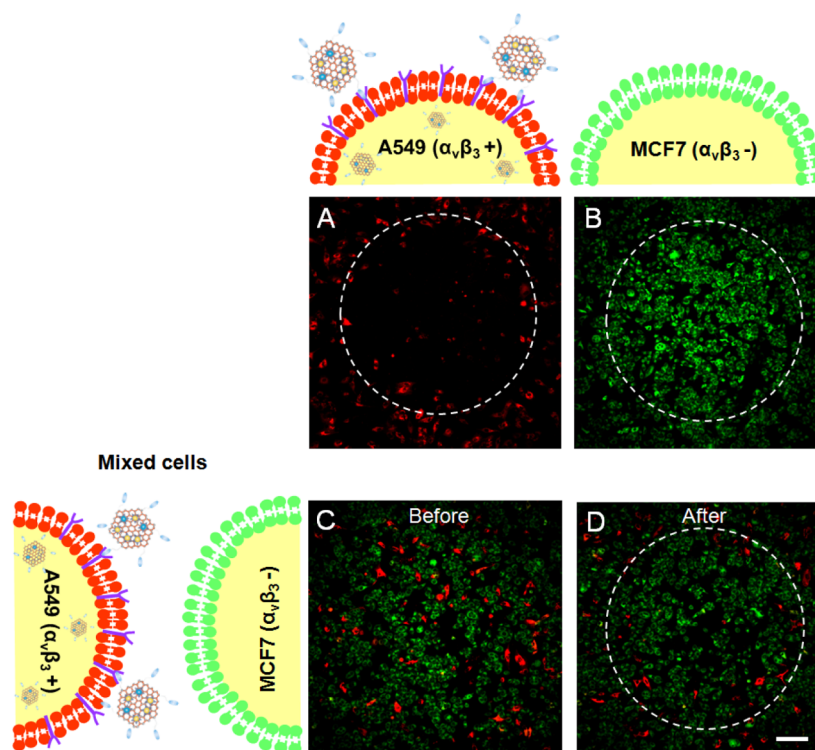 A549 (αvβ3 +)
MCF7 (αvβ3 -)
A
B
Mixed cells
A549 (αvβ3 +)
MCF7 (αvβ3 -)
C
Before
D
After